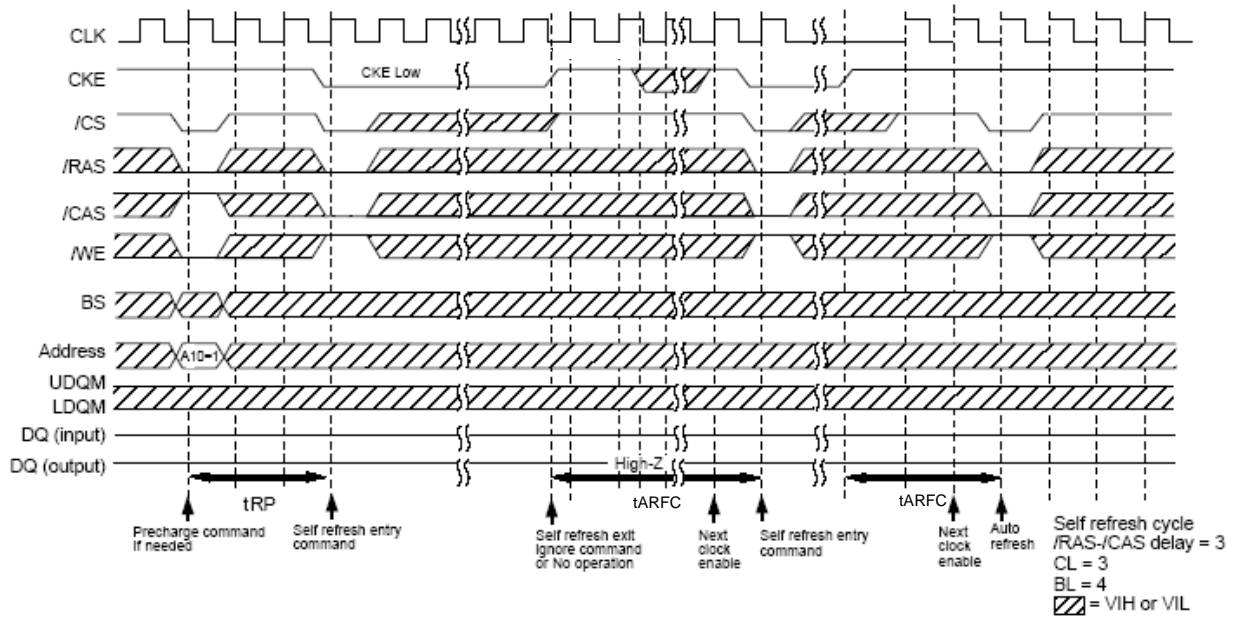 CLK
CKE
CKE Low
/CS
/RAS
/CAS
/WE
BS
Address
A10=1
UDQM
LDQM
DQ (input)
DQ (output)
High-Z
tRP
tARFC
tARFC
Precharge command
If needed
Self refresh entry
command
Self refresh exit
Ignore command
or No operation
Next
clock
enable
Self refresh entry
command
Next
clock
enable
Auto
refresh
Self refresh cycle
/RAS-/CAS delay = 3
CL = 3
BL = 4
= VIH or VIL